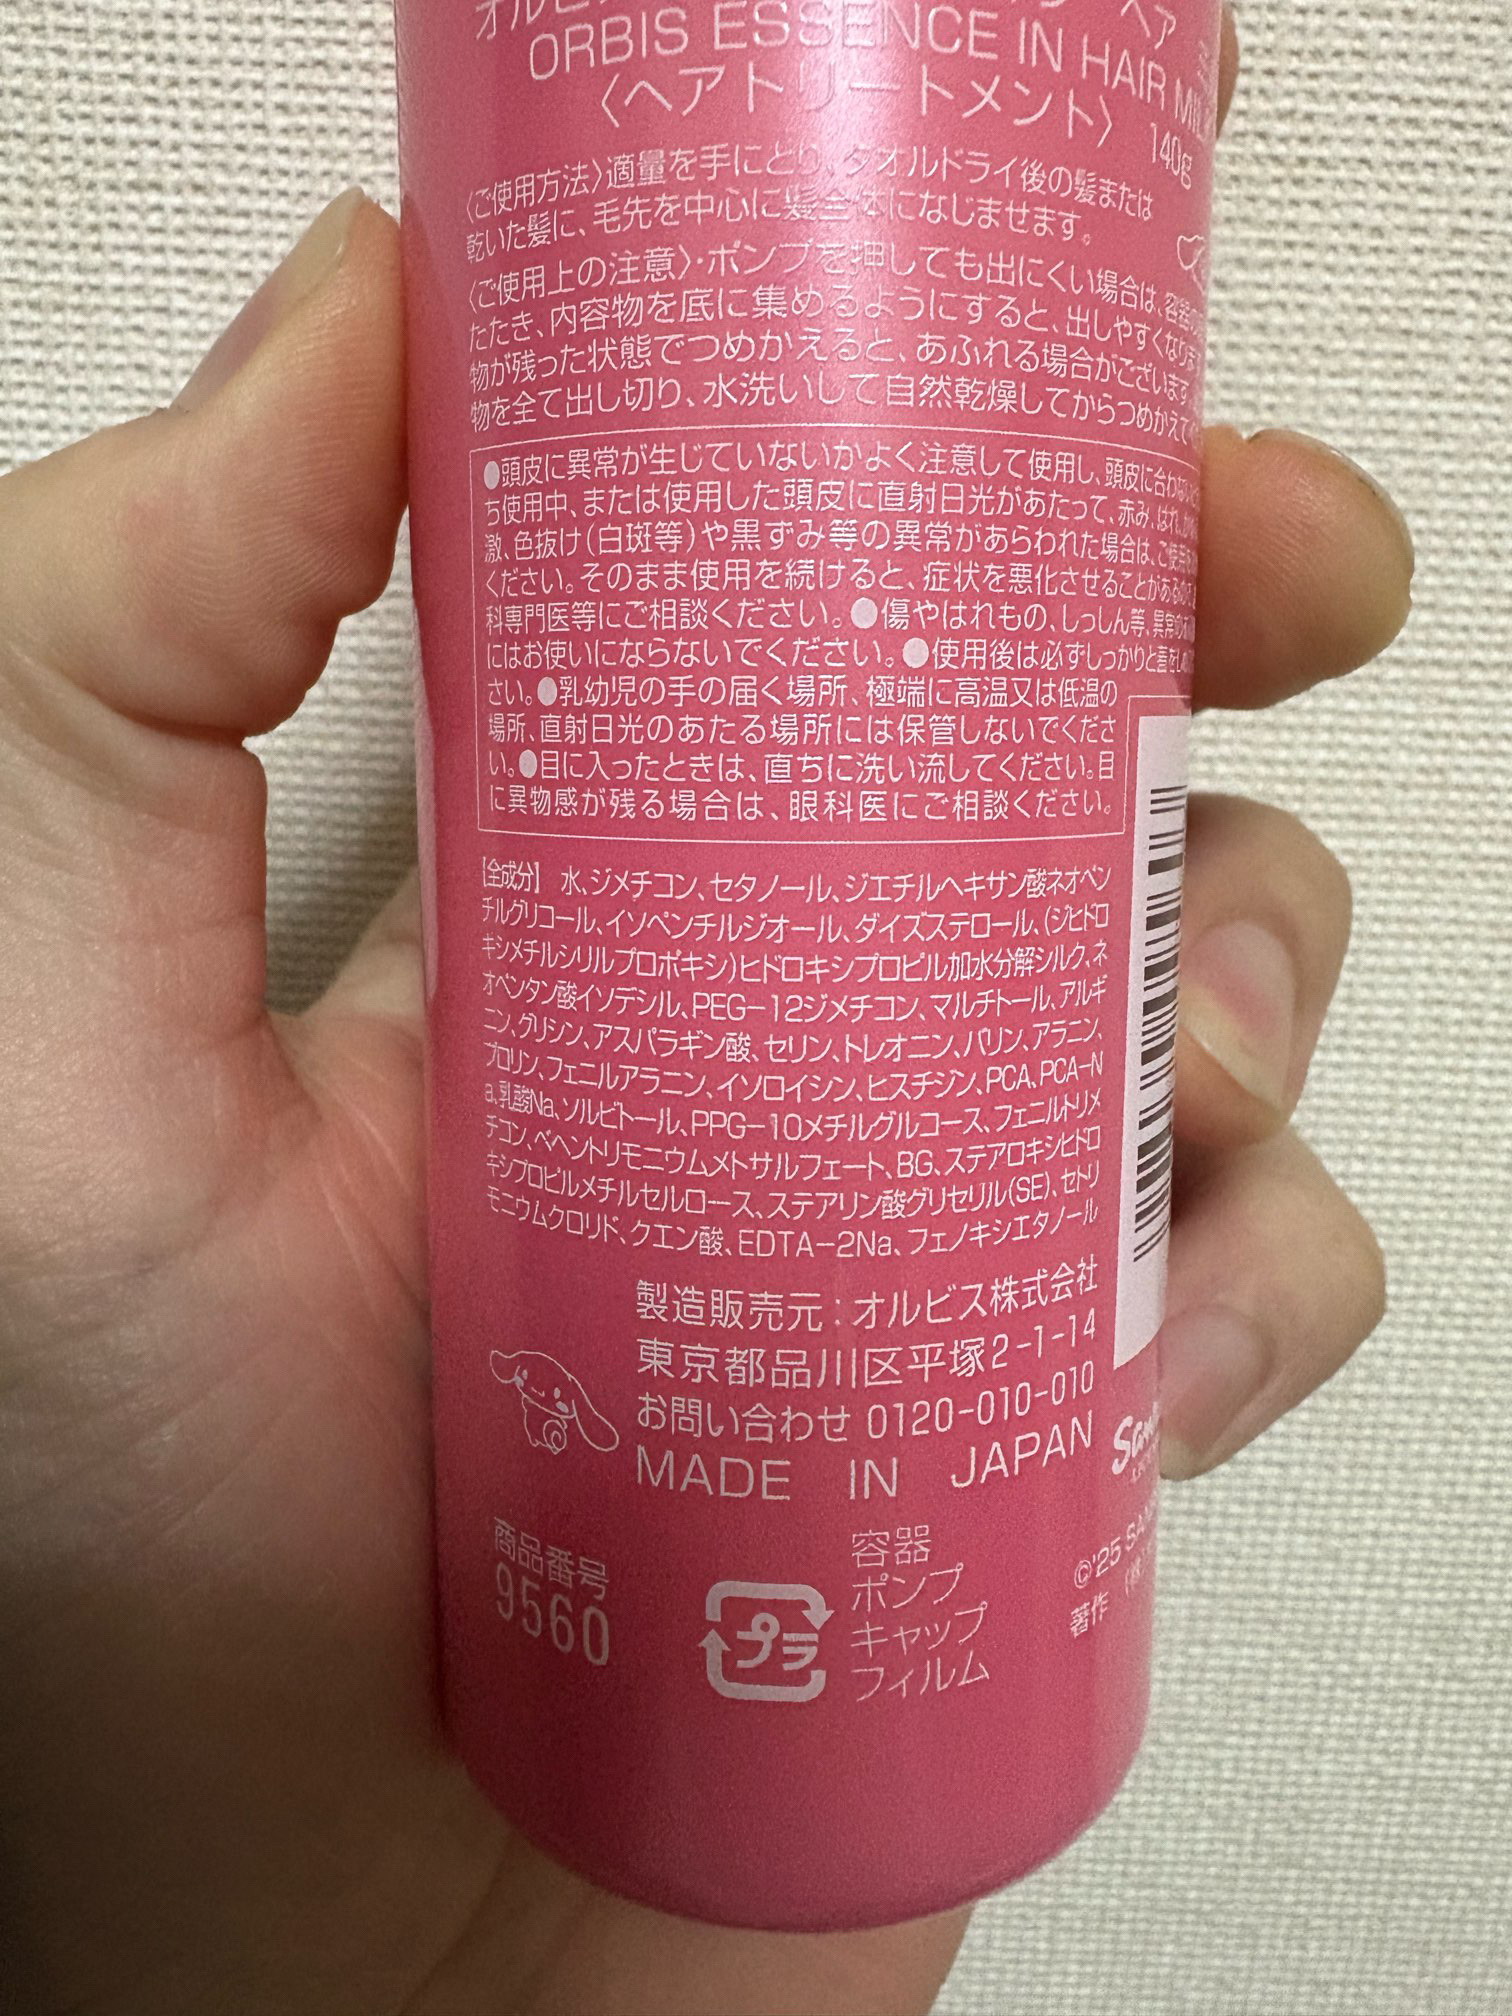 ORBIS ESSENCE IN HAIR MIL
〈ヘアトリートメント〉 140g
〈ご使用方法〉適量を手にとり、タオルドライ後の髪または
乾いた髪に、毛先を中心に髪全体になじませます。
〈ご使用上の注意〉・ポンプを押しても出にくい場合は、容器
たたき、内容物を底に集めるようにすると、出しやすくなりま
物が残った状態でつめかえると、あふれる場合がございます
物を全て出し切り、水洗いして自然乾燥してからつめかえて
●頭皮に異常が生じていないかよく注意して使用し、頭皮に合わない
ち使用中、または使用した頭皮に直射日光があたって、赤み、はれ、
激、色抜け(白斑等)や黒ずみ等の異常があらわれた場合は、ご使用
ください。そのまま使用を続けると、症状を悪化させることがある
科専門医等にご相談ください。●傷やはれもの、しっしん等、異常
にはお使いにならないでください。●使用後は必ずしっかりと蓋を
さい。●乳幼児の手の届く場所、極端に高温又は低温の
場所、直射日光のあたる場所には保管しないでくださ
い。●目に入ったときは、直ちに洗い流してください。目
に異物感が残る場合は、眼科医にご相談ください。
【全成分】 水、ジメチコン、セタノール、ジエチルヘキサン酸ネオペン
チルグリコール、イソペンチルジオール、ダイズステロール、(ジヒドロ
キシメチルシリルプロポキシ)ヒドロキシプロピル加水分解シルク、ネ
オペンタン酸イソデシル、PEG-12ジメチコン、マルチトール、アルギ
ニン、グリシン、アスパラギン酸、セリン、トレオニン、バリン、アラニン、
プロリン、フェニルアラニン、イソロイシン、ヒスチジン、PCA、PCA-N
a、乳酸Na、ソルビトール、PPG-10メチルグルコース、フェニルトリメ
チコン、ベヘントリモニウムメトサルフェート、BG、ステアロキシヒドロ
キシプロピルメチルセルロース、ステアリン酸グリセリル(SE)、セトリ
モニウムクロリド、クエン酸、EDTA-2Na、フェノキシエタノール
製造販売元:オルビス株式会社
東京都品川区平塚2-1-14
お問い合わせ 0120-010-010
MADE IN JAPAN
商品番号
9560
プラ
容器
ポンプ
キャップ
フィルム
©'25
著作